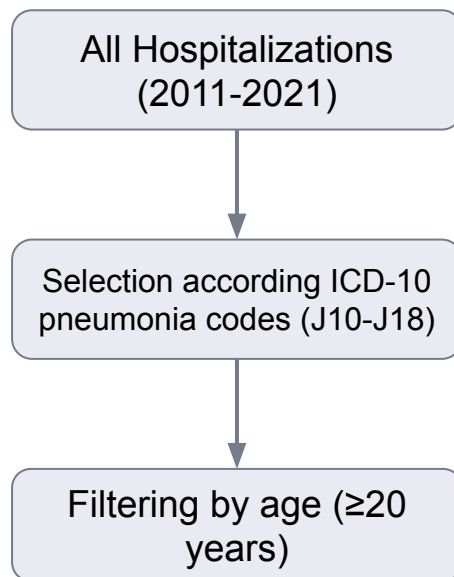 All Hospitalizations
(2011-2021)
Selection according ICD-10
pneumonia codes (J10-J18)
Filtering by age (≥20
years)